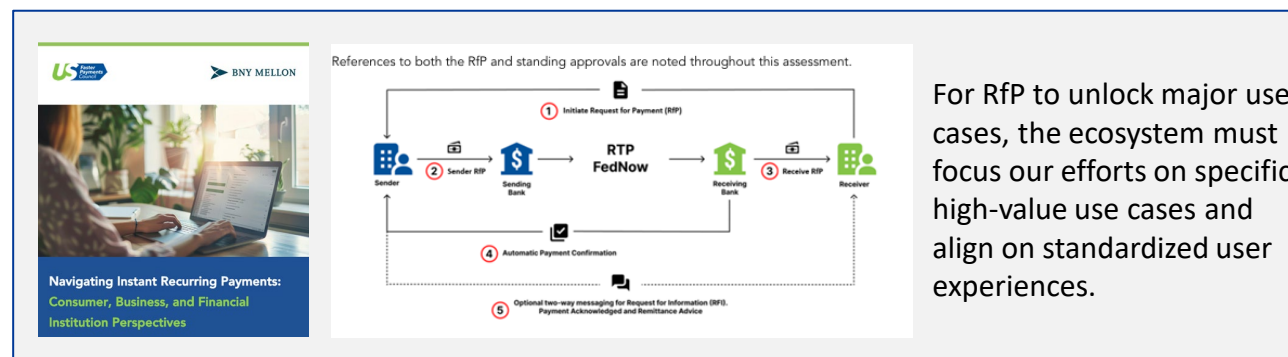 US Faster
Payments
Council
BNY MELLON
Navigating Instant Recurring Payments:
Consumer, Business, and Financial
Institution Perspectives
References to both the RfP and standing approvals are noted throughout this assessment.
1 Initiate Request for Payment (RfP)
RTP
FedNow
2 Sender RfP
3 Receive RfP
Sender
Sending
Bank
Receiving
Bank
Receiver
4 Automatic Payment Confirmation
5 Optional two-way messaging for Request for Information (RFI).
Payment Acknowledged and Remittance Advice
For RfP to unlock major use
cases, the ecosystem must
focus our efforts on specific
high-value use cases and
align on standardized user
experiences.